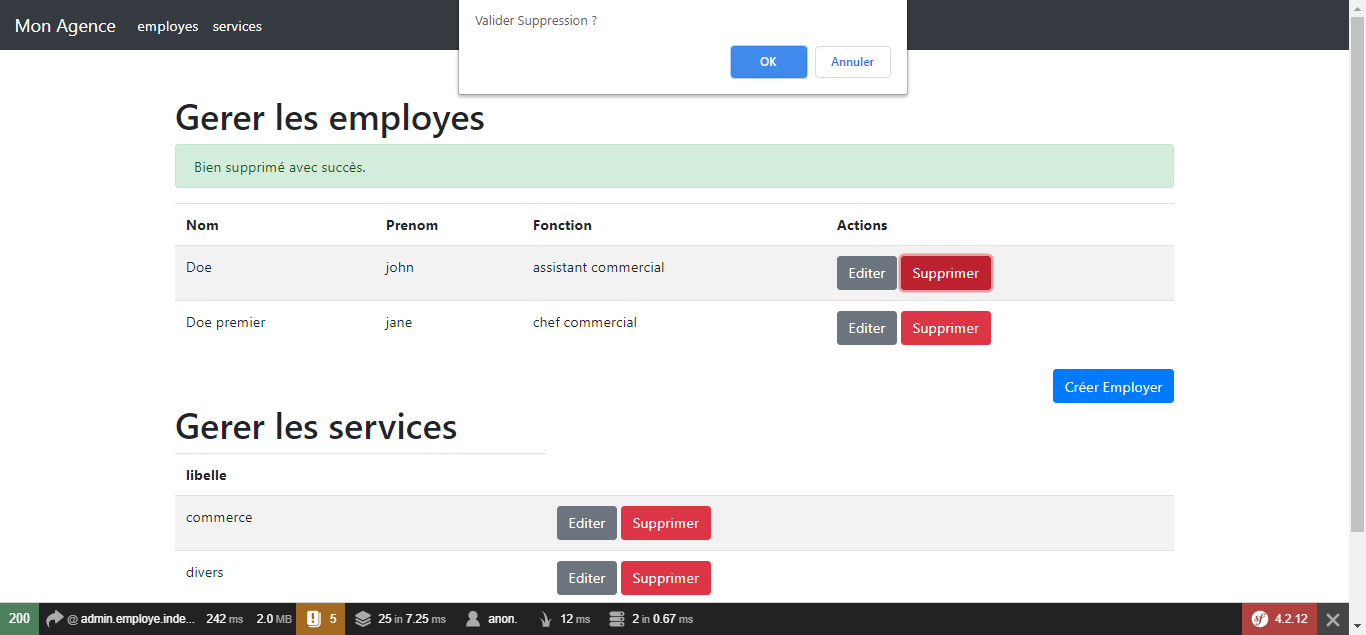 Mon Agence employes services
Valider Suppression ?
OK Annuler
Gerer les employes
Bien supprimé avec succès.
Nom Prenom Fonction Actions
Doe john assistant commercial Editer Supprimer
Doe premier jane chef commercial Editer Supprimer
Créer Employer
Gerer les services
libelle
commerce Editer Supprimer
divers Editer Supprimer
200 @ admin.employe.inde... 242 ms 2.0 MB 5 25 in 7.25 ms anon. 12 ms 2 in 0.67 ms sf 4.2.12